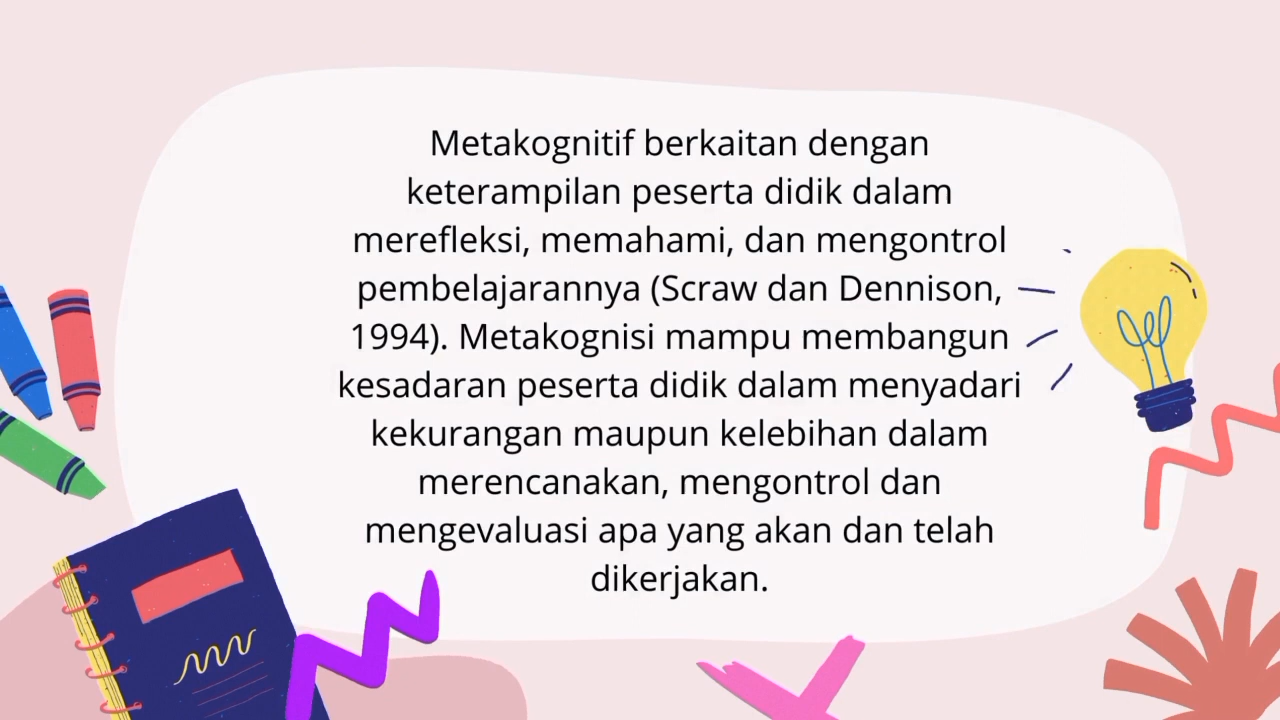 Metakognitif berkaitan dengan
keterampilan peserta didik dalam
merefleksi, memahami, dan mengontrol
pembelajarannya (Scraw dan Dennison,
1994). Metakognisi mampu membangun
kesadaran peserta didik dalam menyadari
kekurangan maupun kelebihan dalam
merencanakan, mengontrol dan
mengevaluasi apa yang akan dan telah
dikerjakan.